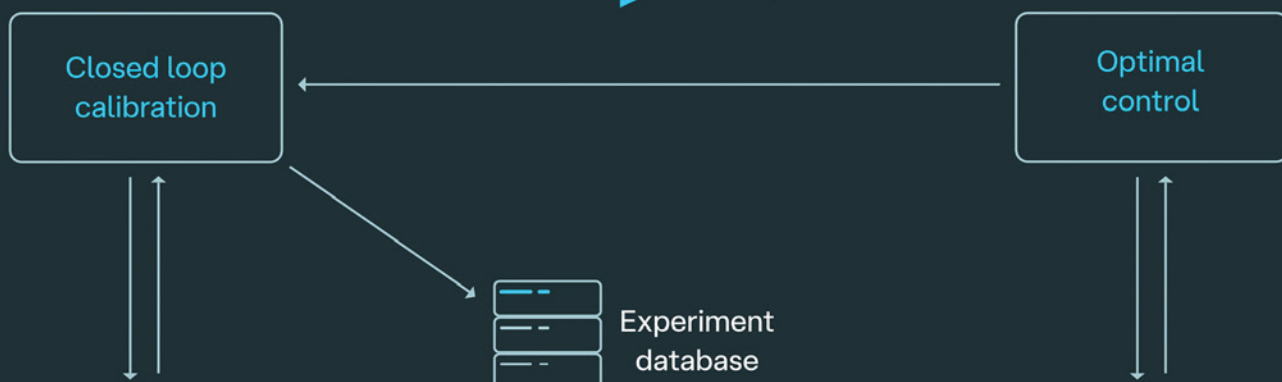 Closed loop
calibration
Optimal
control
Experiment
database